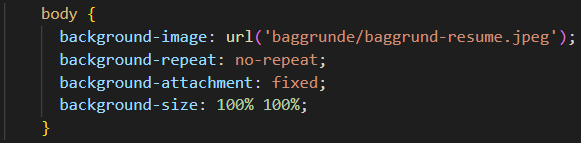 body {
background-image: url('baggrunde/baggrund-resume.jpeg');
background-repeat: no-repeat;
background-attachment: fixed;
background-size: 100% 100%;
}